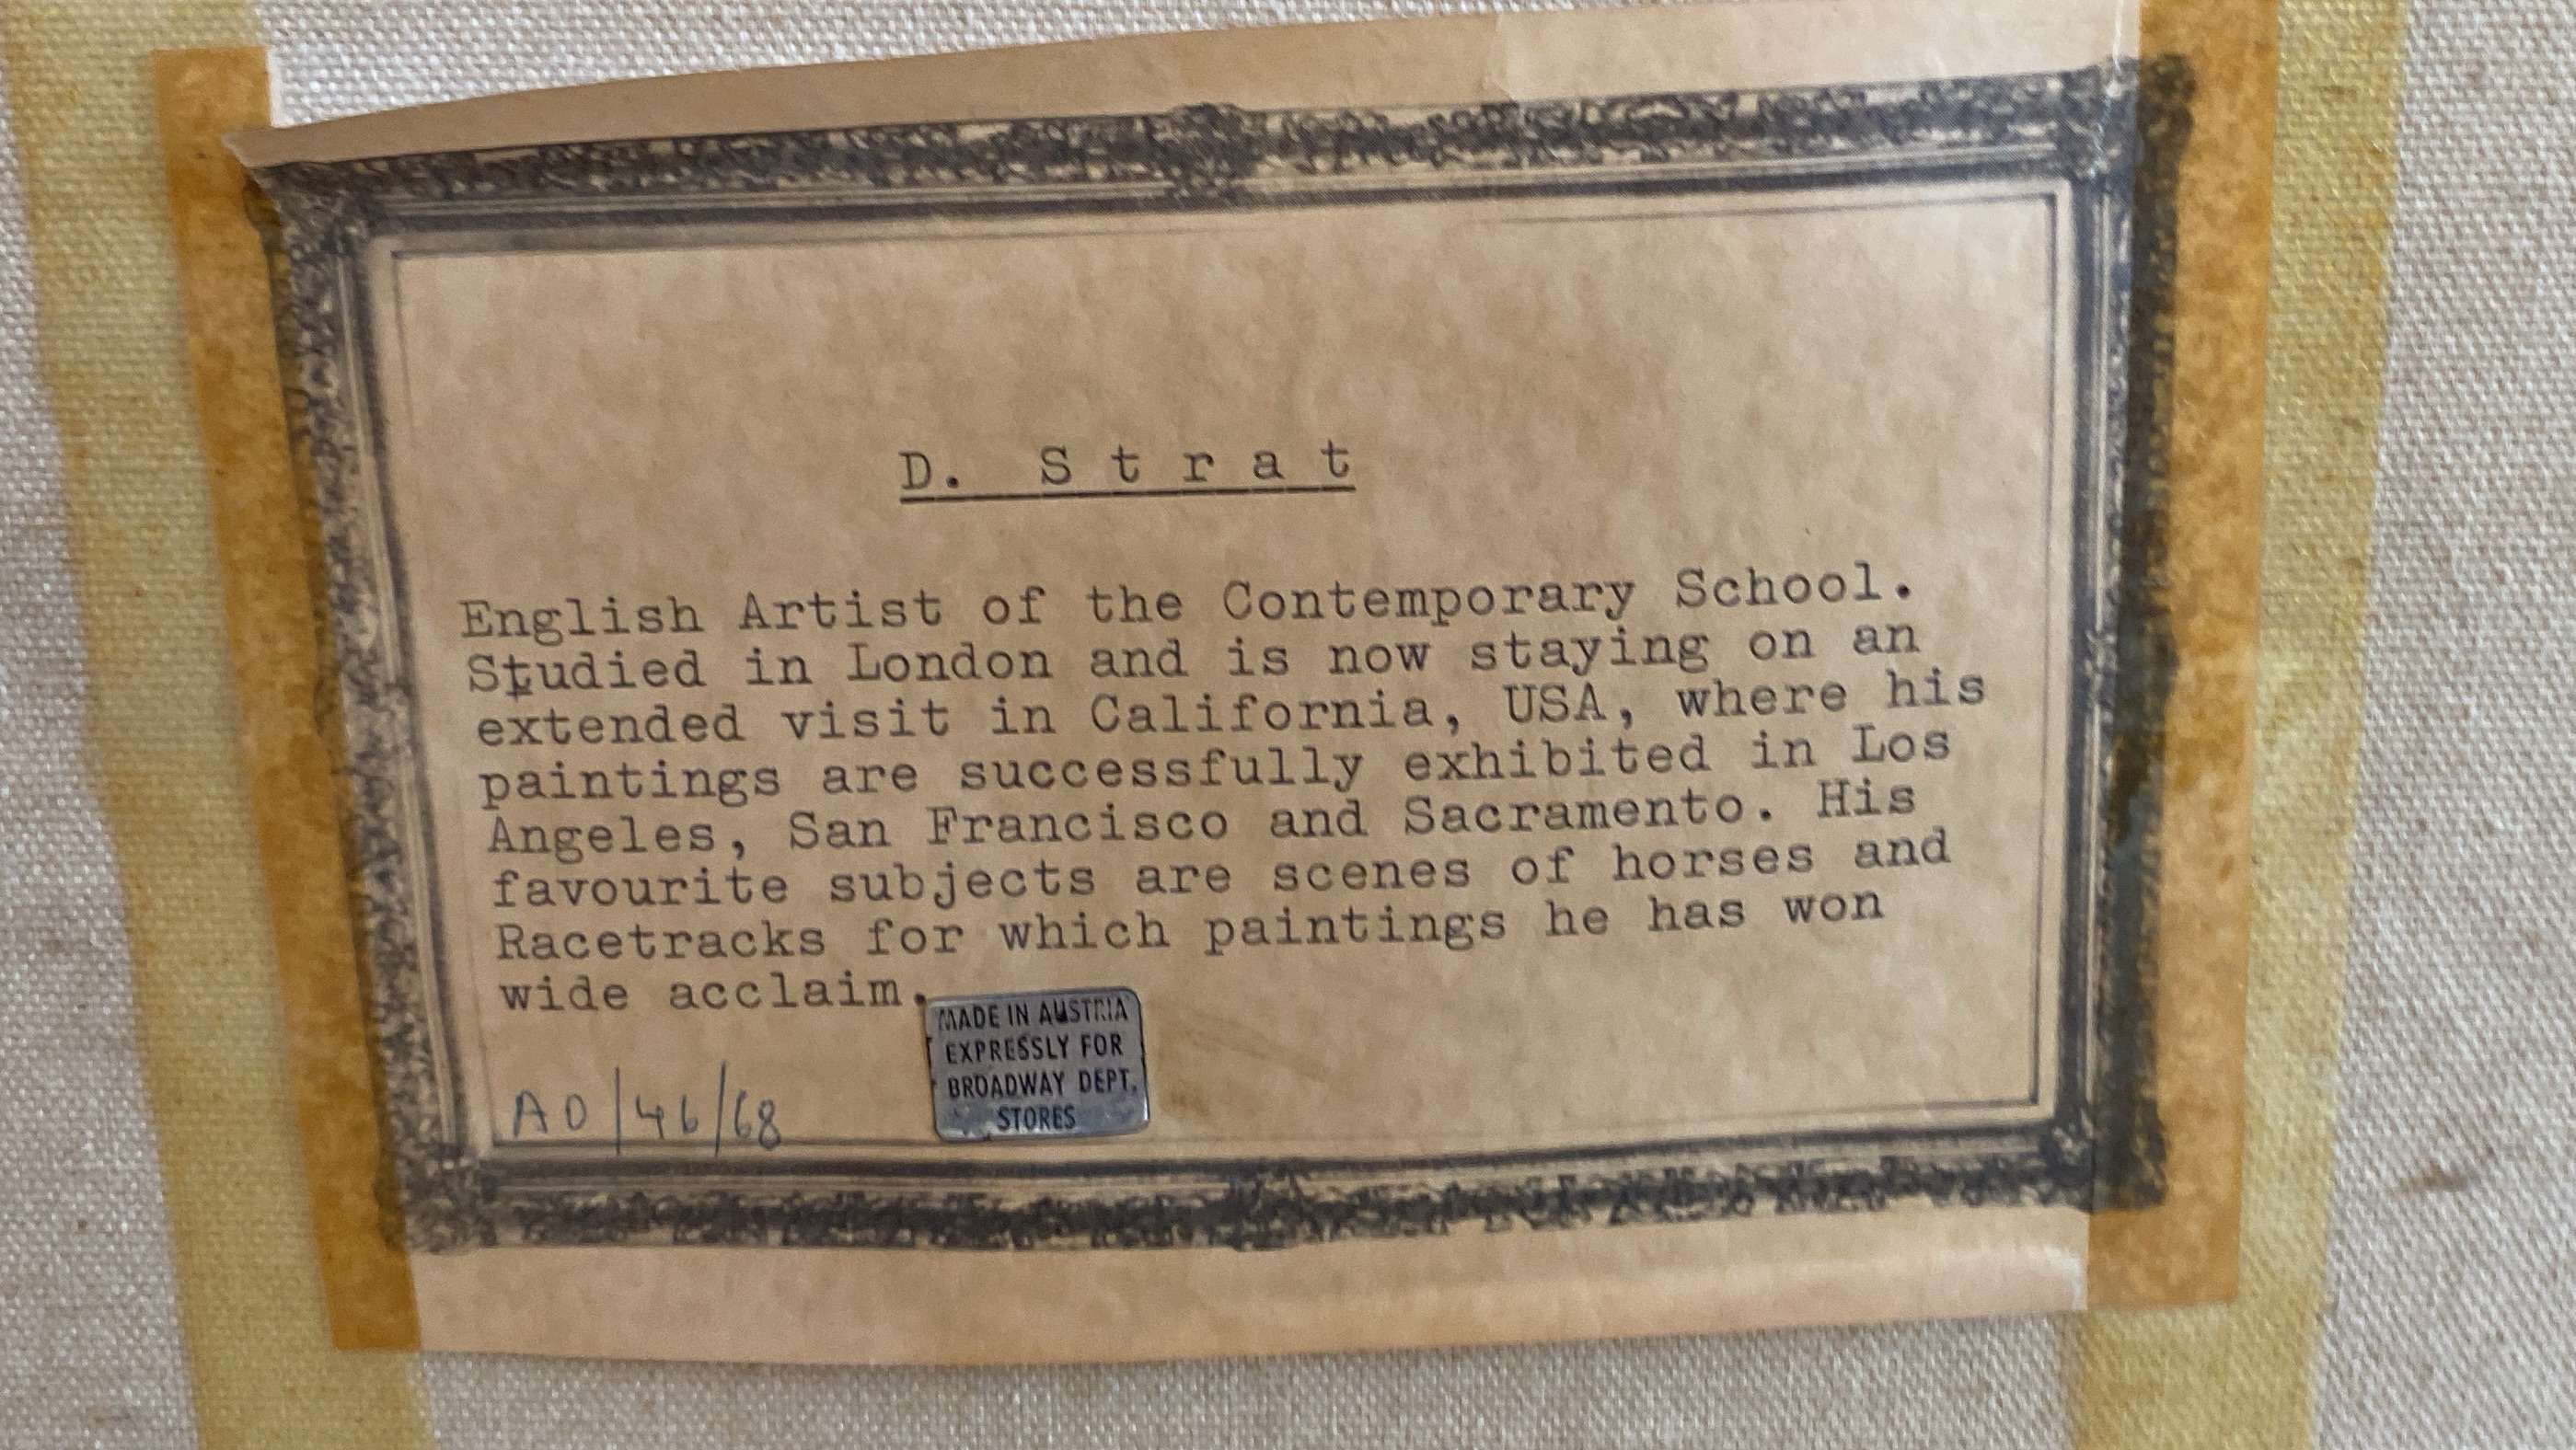 D. Strat
English Artist of the Contemporary School.
Studied in London and is now staying on an
extended visit in California, USA, where his
paintings are successfully exhibited in Los
Angeles, San Francisco and Sacramento. His
favourite subjects are scenes of horses and
Racetracks for which paintings he has won
wide acclaim.
MADE IN AUSTRIA
EXPRESSLY FOR
BROADWAY DEPT.
STORES
AO/46/68